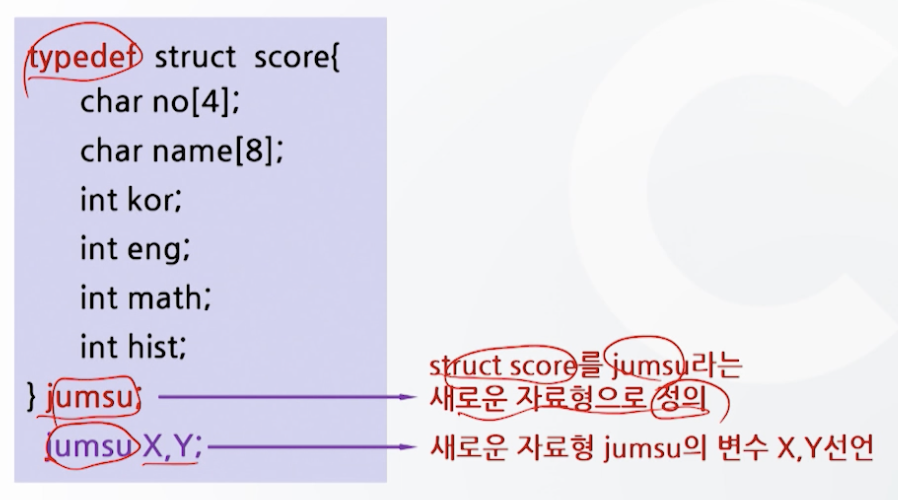 typedef struct score{
char no[4];
char name[8];
int kor;
int eng;
int math;
int hist;
} jumsu;
struct score를 jumsu라는
새로운 자료형으로 정의
jumsu X,Y;
새로운 자료형 jumsu의 변수 X,Y선언